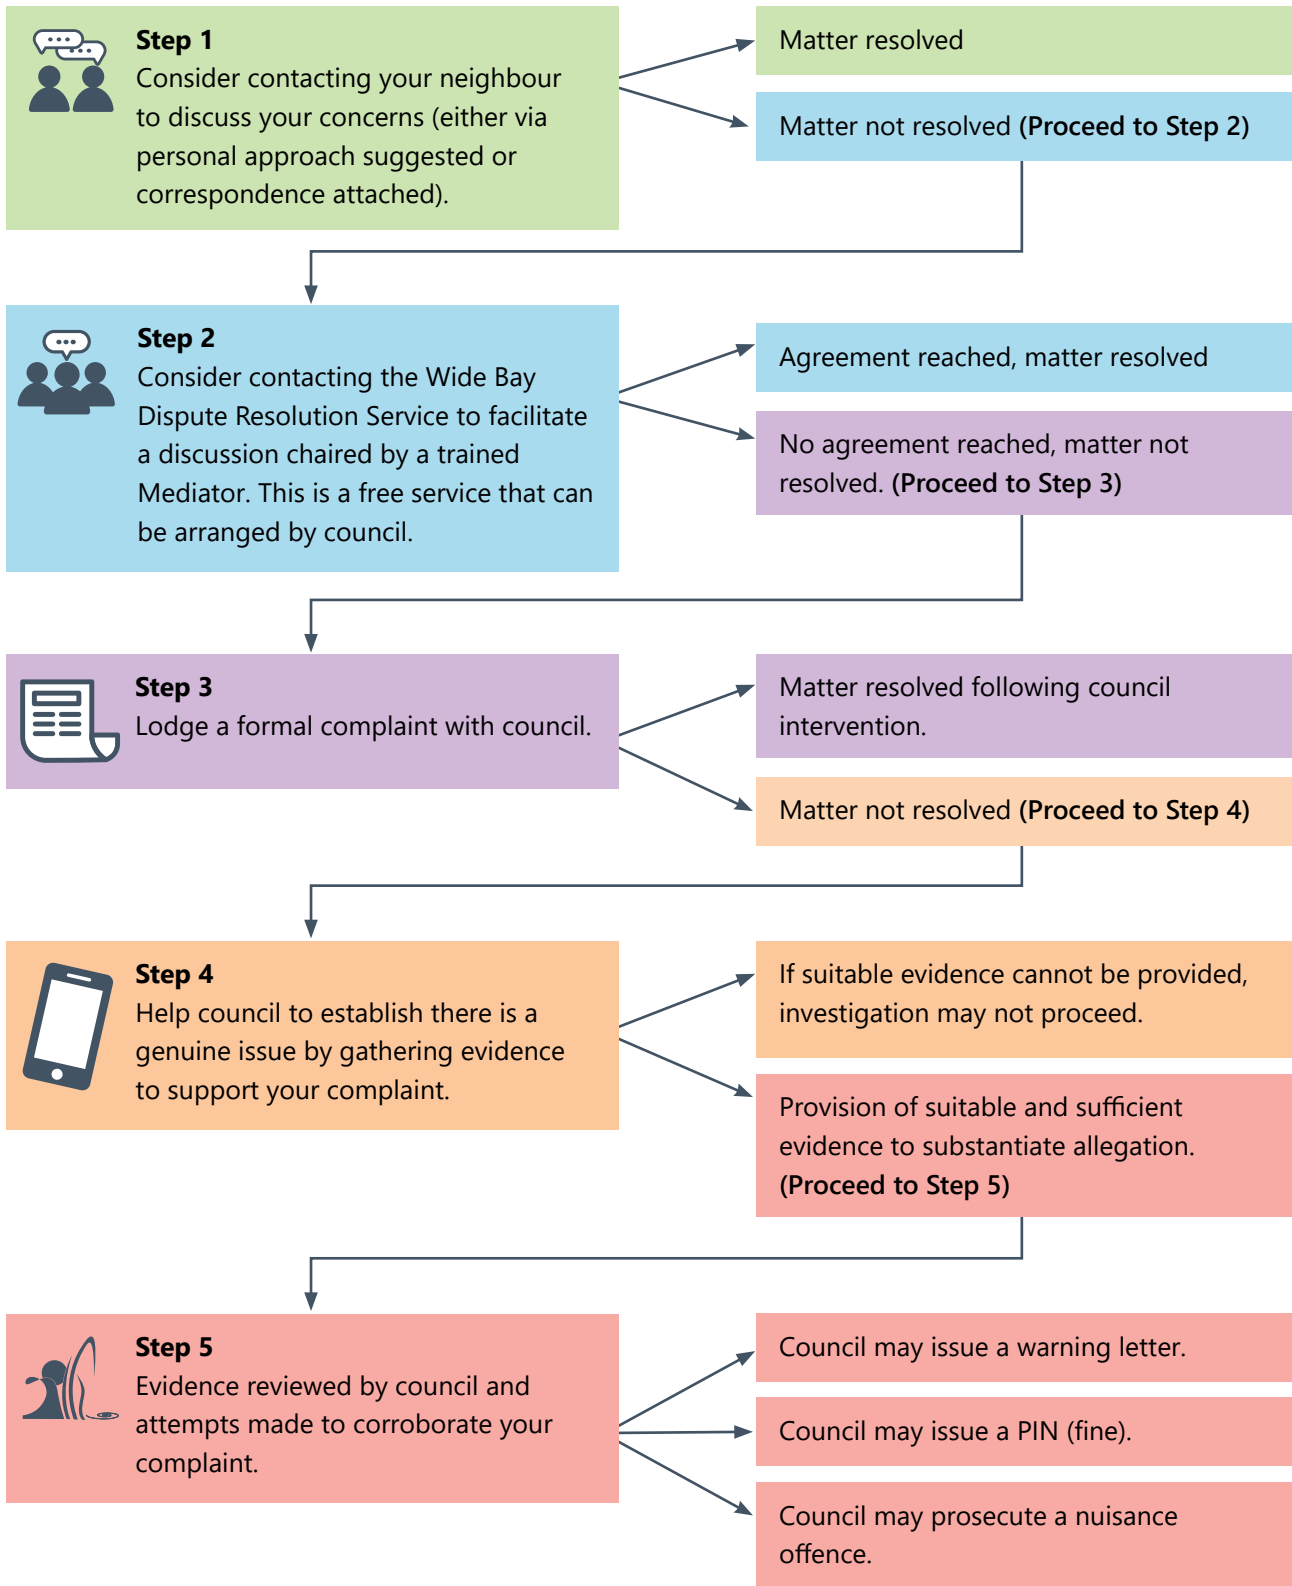 Step 1
Consider contacting your neighbour
to discuss your concerns (either via
personal approach suggested or
correspondence attached).
Matter resolved
Matter not resolved (Proceed to Step 2)
Step 2
Consider contacting the Wide Bay
Dispute Resolution Service to facilitate
a discussion chaired by a trained
Mediator. This is a free service that can
be arranged by council.
Agreement reached, matter resolved
No agreement reached, matter not
resolved. (Proceed to Step 3)
Step 3
Lodge a formal complaint with council.
Matter resolved following council
intervention.
Matter not resolved (Proceed to Step 4)
Step 4
Help council to establish there is a
genuine issue by gathering evidence
to support your complaint.
If suitable evidence cannot be provided,
investigation may not proceed.
Provision of suitable and sufficient
evidence to substantiate allegation.
(Proceed to Step 5)
Step 5
Evidence reviewed by council and
attempts made to corroborate your
complaint.
Council may issue a warning letter.
Council may issue a PIN (fine).
Council may prosecute a nuisance
offence.